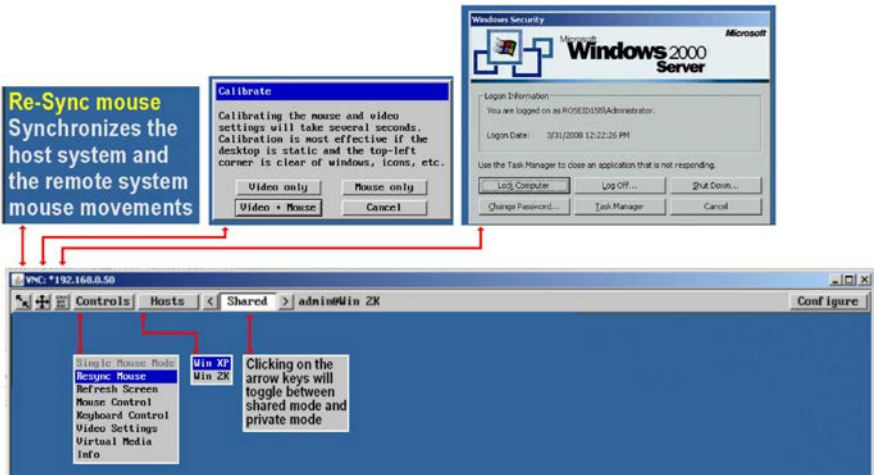 Windows Security
Microsoft
Microsoft
Windows 2000
Server
Logon Information
You are logged on as ROSEID158\Administrator.
Logon Date: 3/31/2008 12:22:26 PM
Use the Task Manager to close an application that is not responding.
Lock Computer Log Off... Shut Down...
Change Password... Task Manager Cancel
Calibrate
Calibrating the mouse and video
settings will take several seconds.
Calibration is most effective if the
desktop is static and the top-left
corner is clear of windows, icons, etc.
Video only Mouse only
Video + Mouse Cancel
Re-Sync mouse
Synchronizes the
host system and
the remote system
mouse movements
VNC: *192.168.0.50
Controls Hosts < Shared > admin@Win 2K Configure
Single Mouse Mode
Resync Mouse
Refresh Screen
Mouse Control
Keyboard Control
Video Settings
Virtual Media
Info
Win XP
Win 2K
Clicking on the
arrow keys will
toggle between
shared mode and
private mode